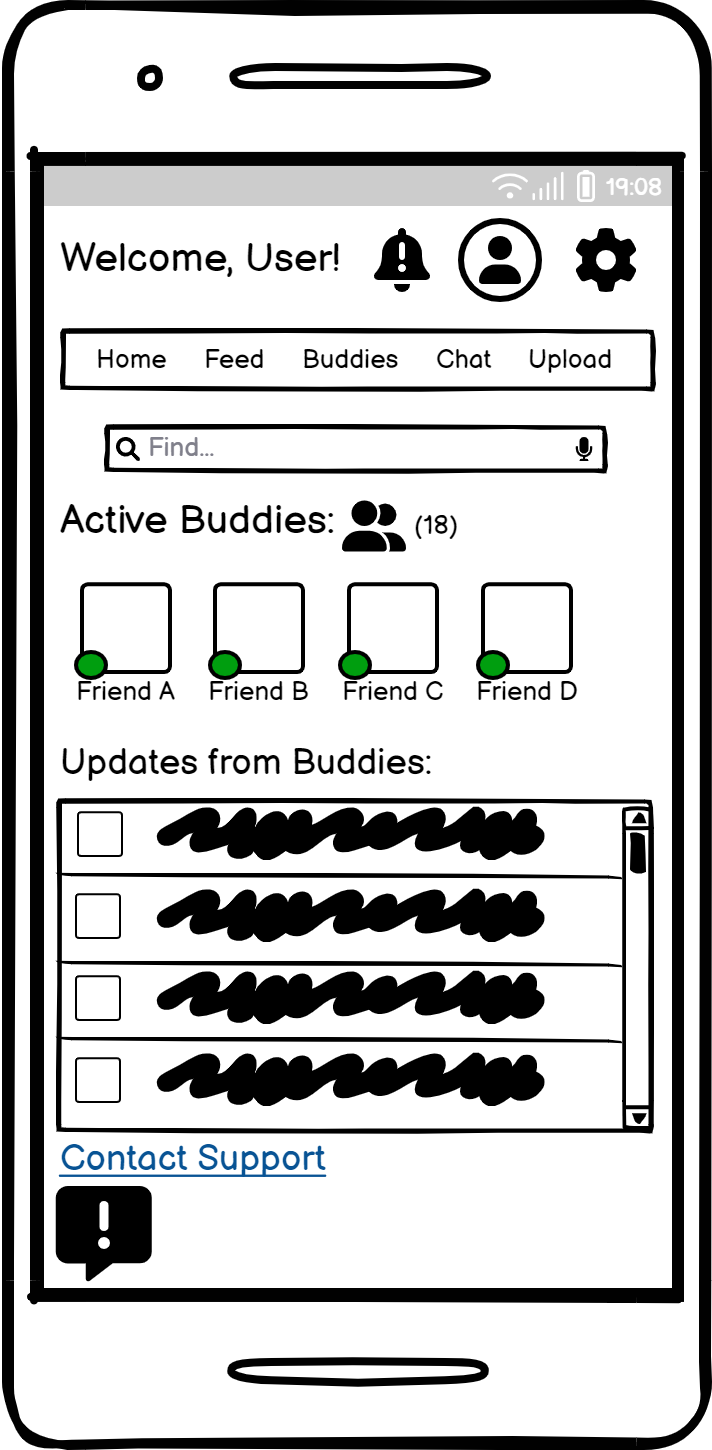 19:08
Welcome, User!
Home Feed Buddies Chat Upload
Find...
Active Buddies: (18)
Friend A Friend B Friend C Friend D
Updates from Buddies:
Contact Support